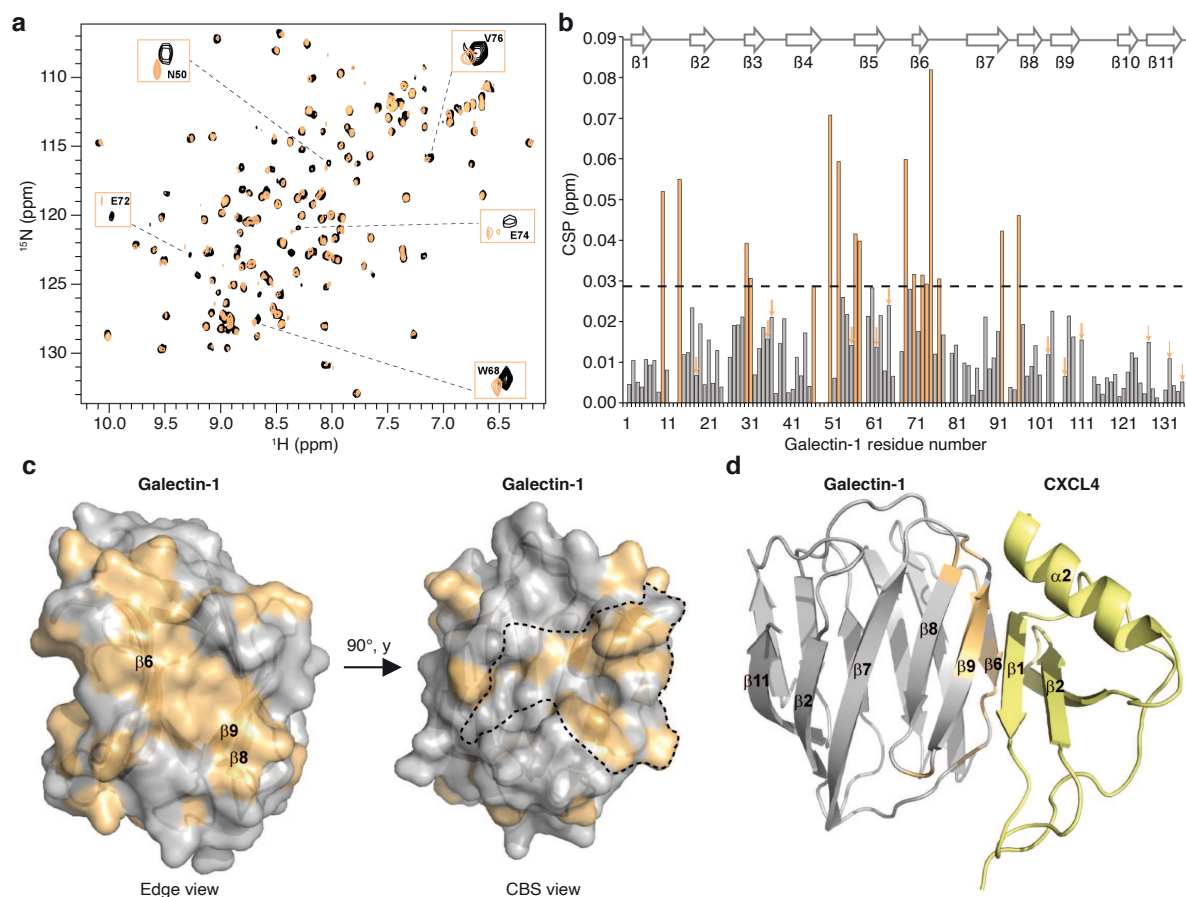 a
N50
V76
E72
E74
W68
110
115
120
130
¹⁵N (ppm)
10.0 9.5 9.0 8.5 8.0 7.5 7.0 6.5
¹H (ppm)
b
β1 β2 β3 β4 β5 β6 β7 β8 β9 β10 β11
0.09
0.08
0.07
0.06
0.05
0.04
0.03
0.02
0.01
0.00
CSP (ppm)
1 11 21 31 41 51 61 71 81 91 101 111 121 131
Galectin-1 residue number
c
Galectin-1
β6
β9
β8
Edge view
90°, y
Galectin-1
CBS view
d
Galectin-1 CXCL4
α2
β8
β11 β2 β7 β9 β6 β1 β2